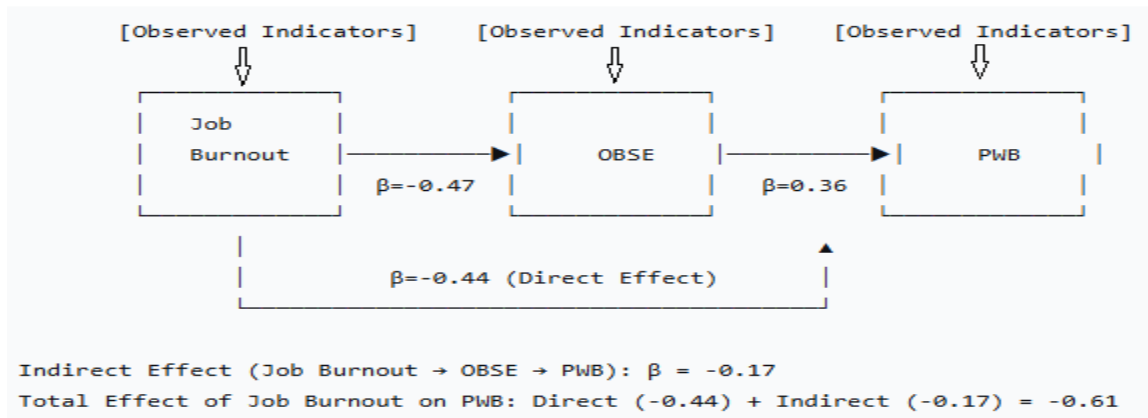 [Observed Indicators] [Observed Indicators] [Observed Indicators]
Job
Burnout OBSE PWB
β=-0.47 β=0.36
β=-0.44 (Direct Effect)
Indirect Effect (Job Burnout → OBSE → PWB): β = -0.17
Total Effect of Job Burnout on PWB: Direct (-0.44) + Indirect (-0.17) = -0.61